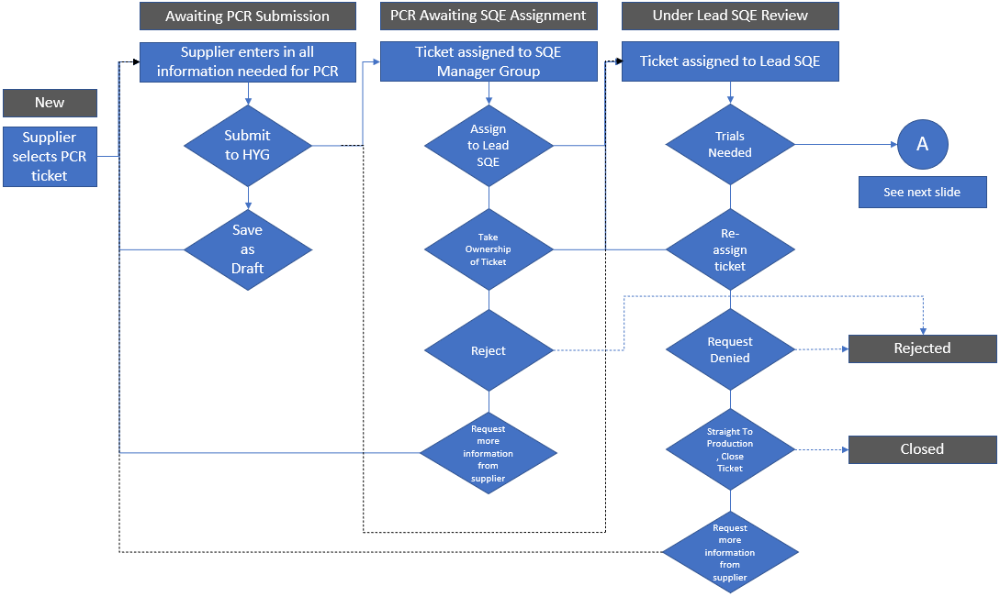 Awaiting PCR Submission
PCR Awaiting SQE Assignment
Under Lead SQE Review
Supplier enters in all
information needed for PCR
Ticket assigned to SQE
Manager Group
Ticket assigned to Lead SQE
New
Supplier
selects PCR
ticket
Submit
to HYG
Assign
to Lead
SQE
Trials
Needed
A
See next slide
Save
as
Draft
Take
Ownership
of Ticket
Re-
assign
ticket
Reject
Request
Denied
Rejected
Request
more
information
from
supplier
Straight To
Production
, Close
Ticket
Closed
Request
more
information
from
supplier